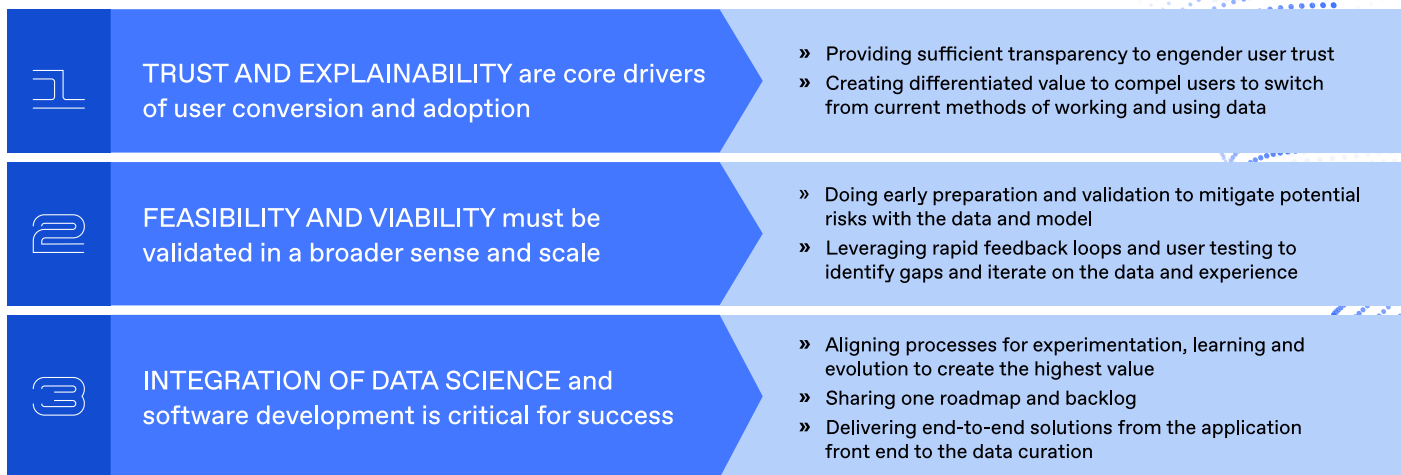 1
TRUST AND EXPLAINABILITY are core drivers
of user conversion and adoption
» Providing sufficient transparency to engender user trust
» Creating differentiated value to compel users to switch
from current methods of working and using data
2
FEASIBILITY AND VIABILITY must be
validated in a broader sense and scale
» Doing early preparation and validation to mitigate potential
risks with the data and model
» Leveraging rapid feedback loops and user testing to
identify gaps and iterate on the data and experience
3
INTEGRATION OF DATA SCIENCE and
software development is critical for success
» Aligning processes for experimentation, learning and
evolution to create the highest value
» Sharing one roadmap and backlog
» Delivering end-to-end solutions from the application
front end to the data curation